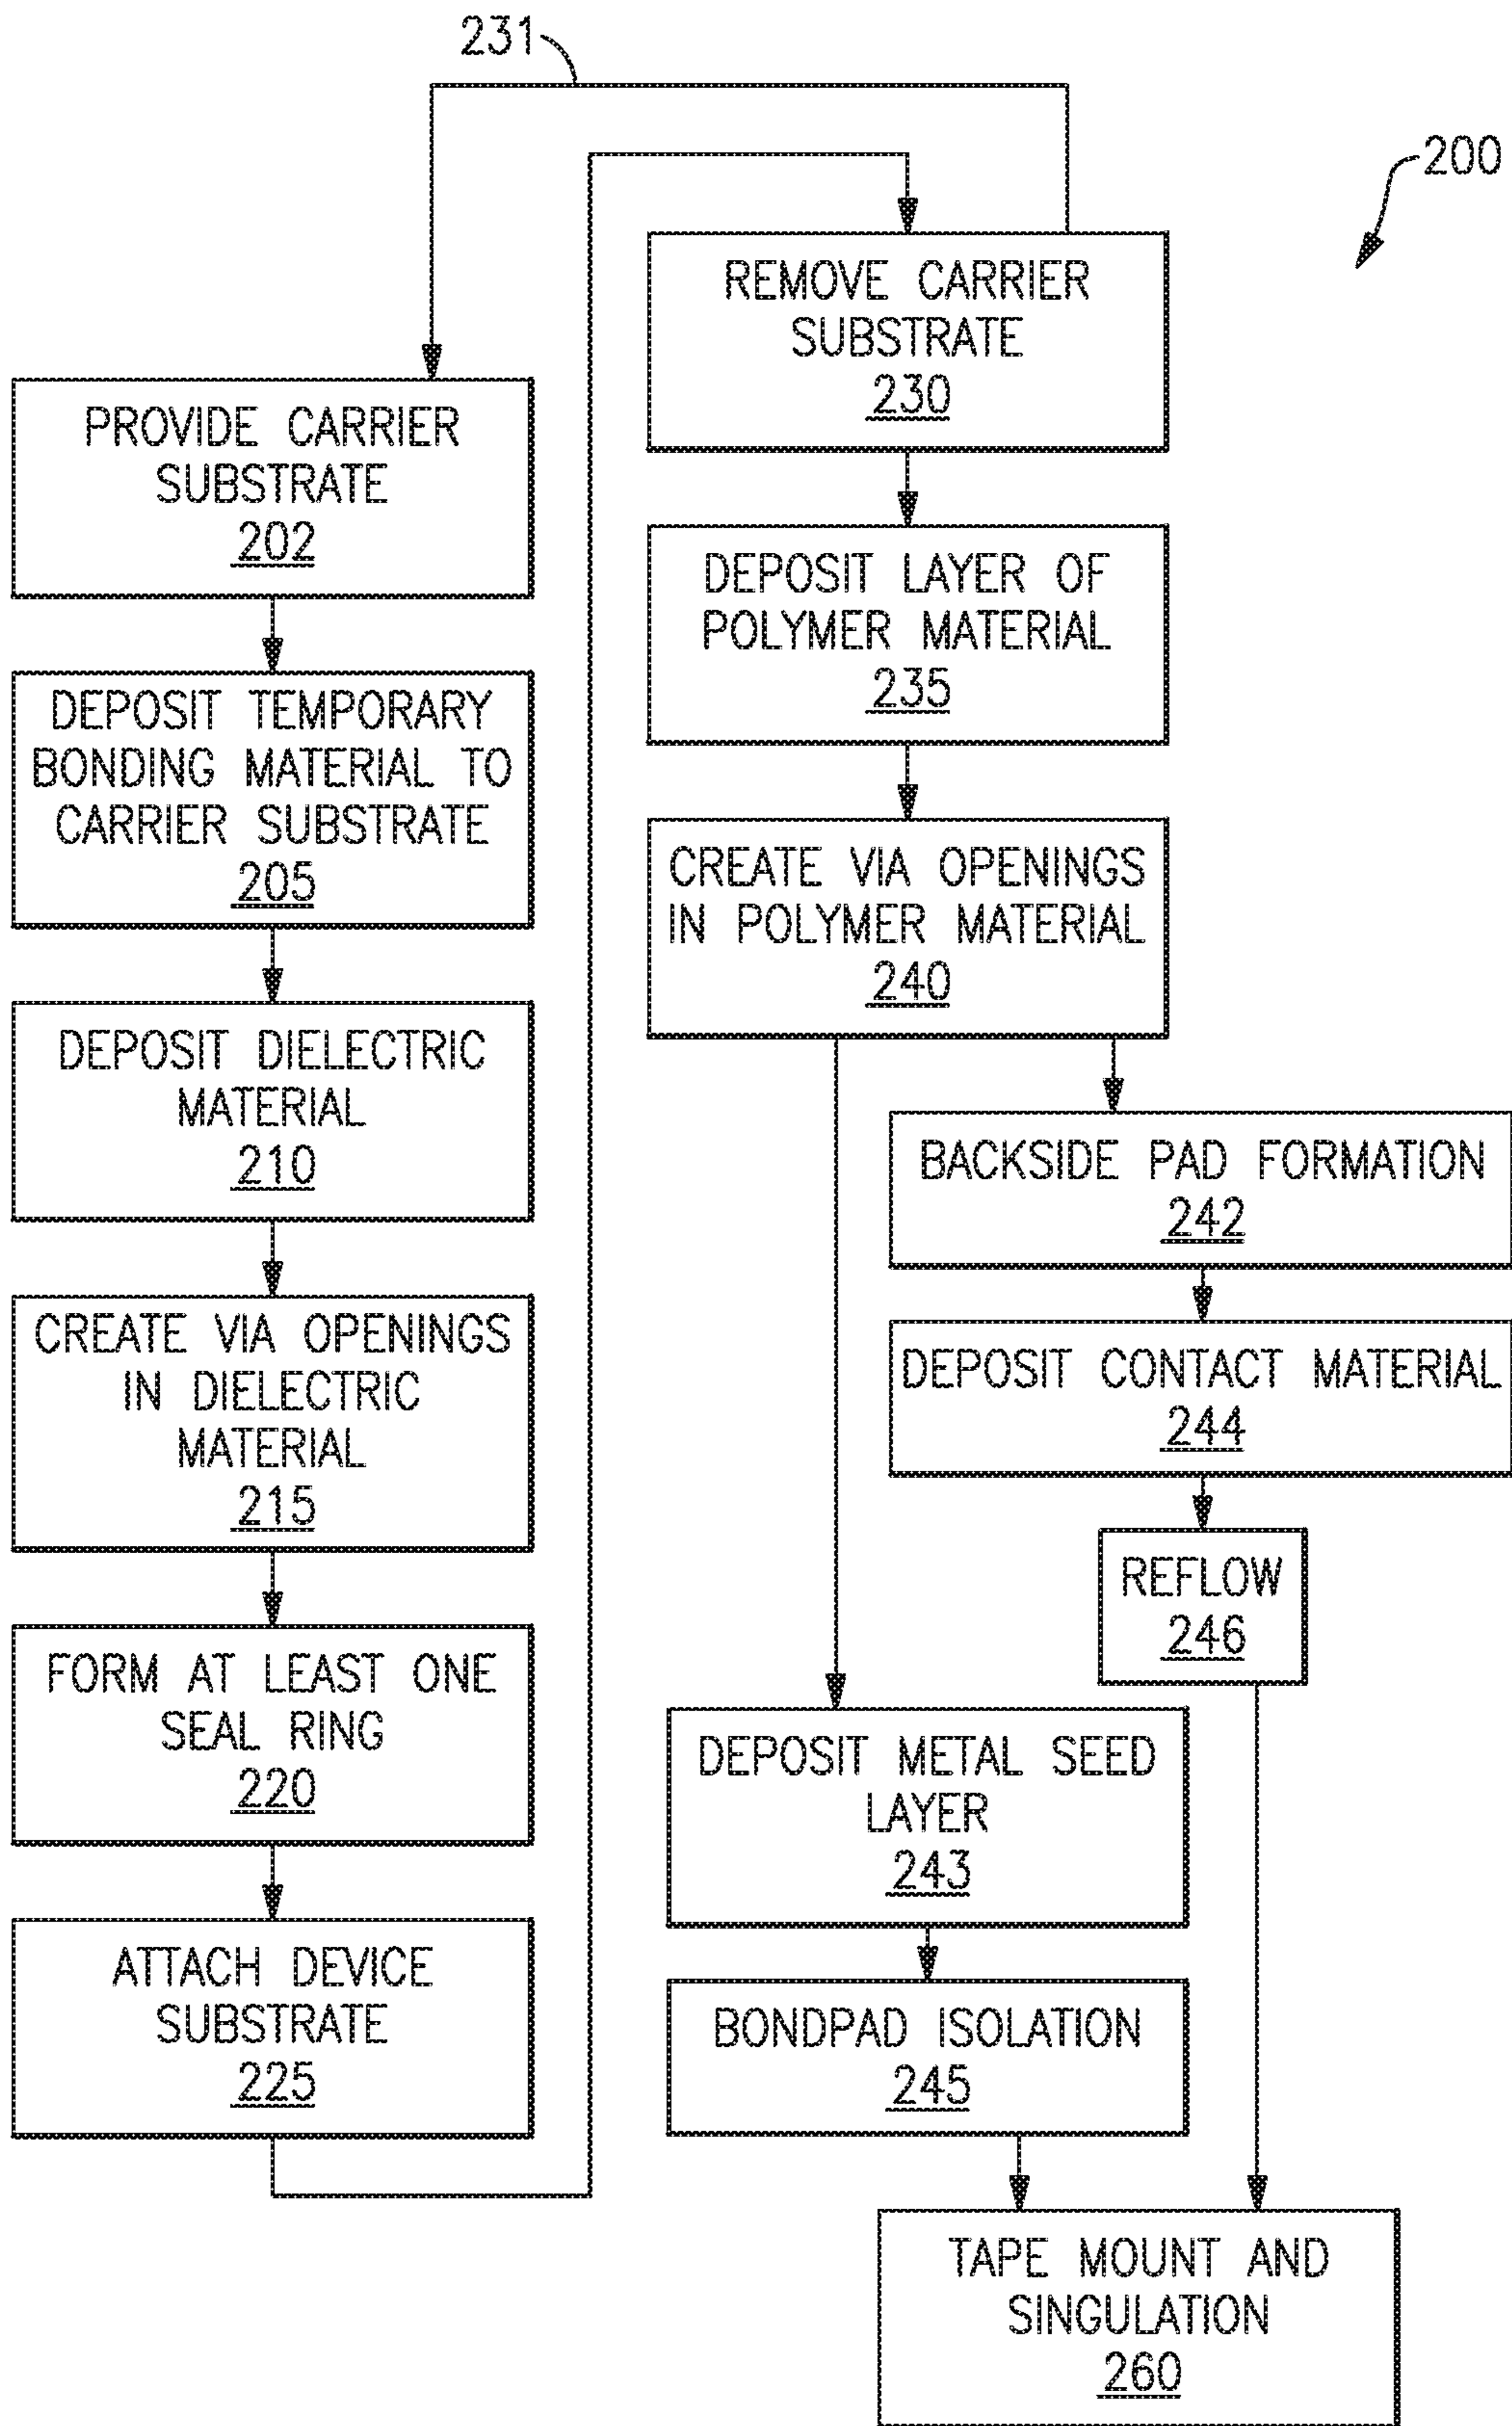 231
200
PROVIDE CARRIER
SUBSTRATE
202
DEPOSIT TEMPORARY
BONDING MATERIAL TO
CARRIER SUBSTRATE
205
DEPOSIT DIELECTRIC
MATERIAL
210
CREATE VIA OPENINGS
IN DIELECTRIC
MATERIAL
215
FORM AT LEAST ONE
SEAL RING
220
ATTACH DEVICE
SUBSTRATE
225
REMOVE CARRIER
SUBSTRATE
230
DEPOSIT LAYER OF
POLYMER MATERIAL
235
CREATE VIA OPENINGS
IN POLYMER MATERIAL
240
BACKSIDE PAD FORMATION
242
DEPOSIT CONTACT MATERIAL
244
REFLOW
246
DEPOSIT METAL SEED
LAYER
243
BONDPAD ISOLATION
245
TAPE MOUNT AND
SINGULATION
260